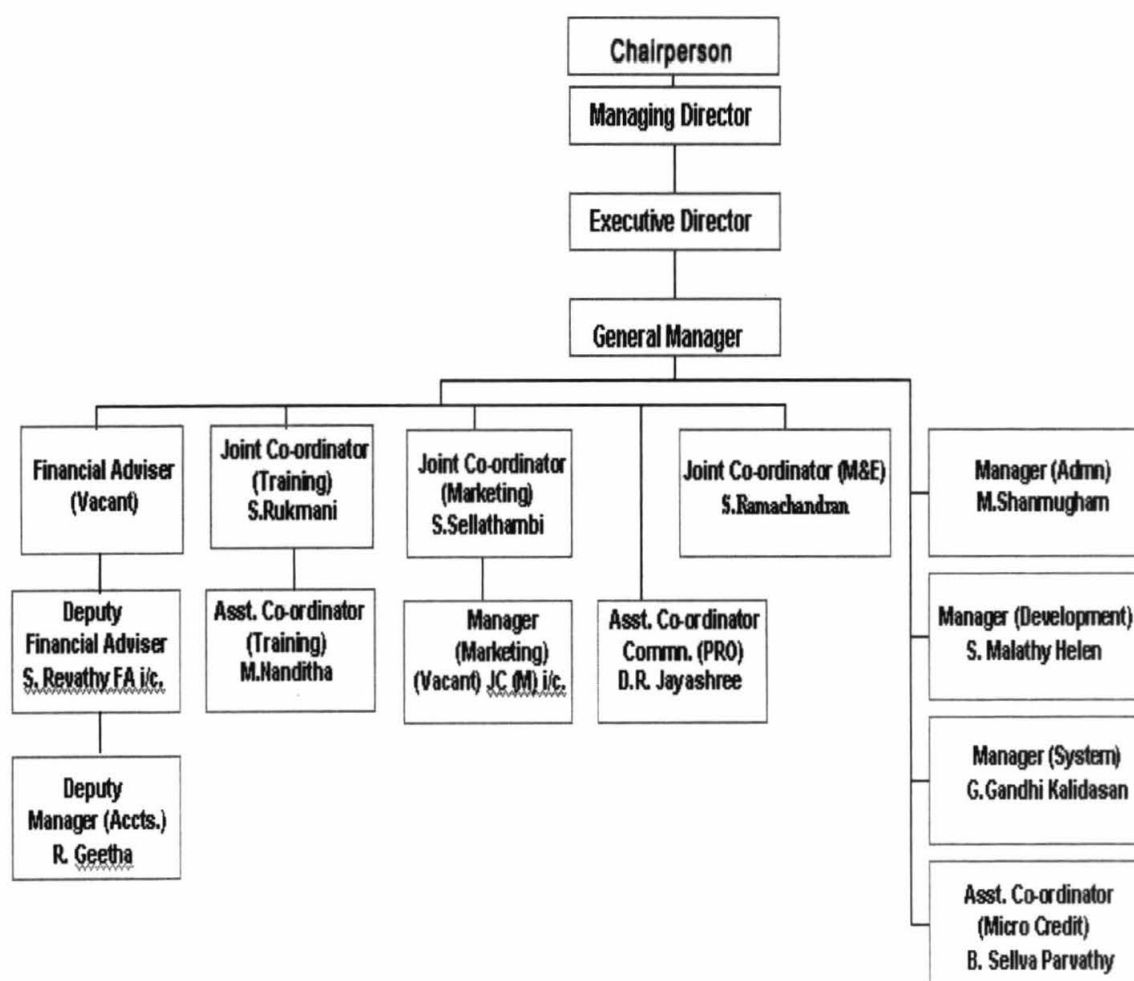 Chairperson
Managing Director
Executive Director
General Manager
Financial Adviser
(Vacant)
Joint Co-ordinator
(Training)
S.Rukmani
Joint Co-ordinator
(Marketing)
S.Sellathambi
Joint Co-ordinator (M&E)
S.Ramachandran
Manager (Admn)
M.Shanmugham
Deputy
Financial Adviser
S. Revathy FA i/c.
Asst. Co-ordinator
(Training)
M.Nanditha
Manager
(Marketing)
(Vacant) JC (M) i/c.
Asst. Co-ordinator
Commn. (PRO)
D.R. Jayashree
Manager (Development)
S. Malathy Helen
Deputy
Manager (Accts.)
R. Geetha
Manager (System)
G.Gandhi Kalidasan
Asst. Co-ordinator
(Micro Credit)
B. Sellva Parvathy